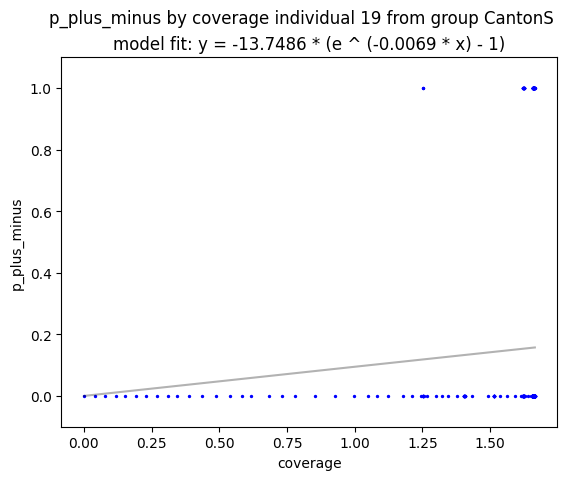 p_plus_minus by coverage individual 19 from group CantonS
model fit: y = -13.7486 * (e ^ (-0.0069 * x) - 1)
p_plus_minus
1.0
0.8
0.6
0.4
0.2
0.0
0.00 0.25 0.50 0.75 1.00 1.25 1.50
coverage